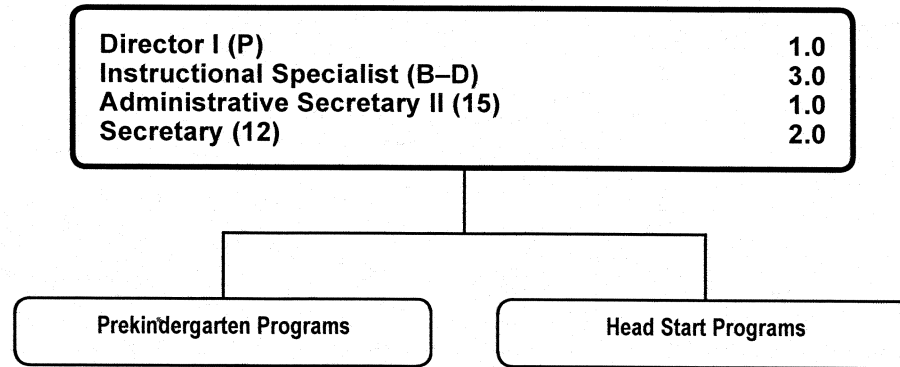 Director I (P) 1.0
Instructional Specialist (B–D) 3.0
Administrative Secretary II (15) 1.0
Secretary (12) 2.0
Prekindergarten Programs
Head Start Programs